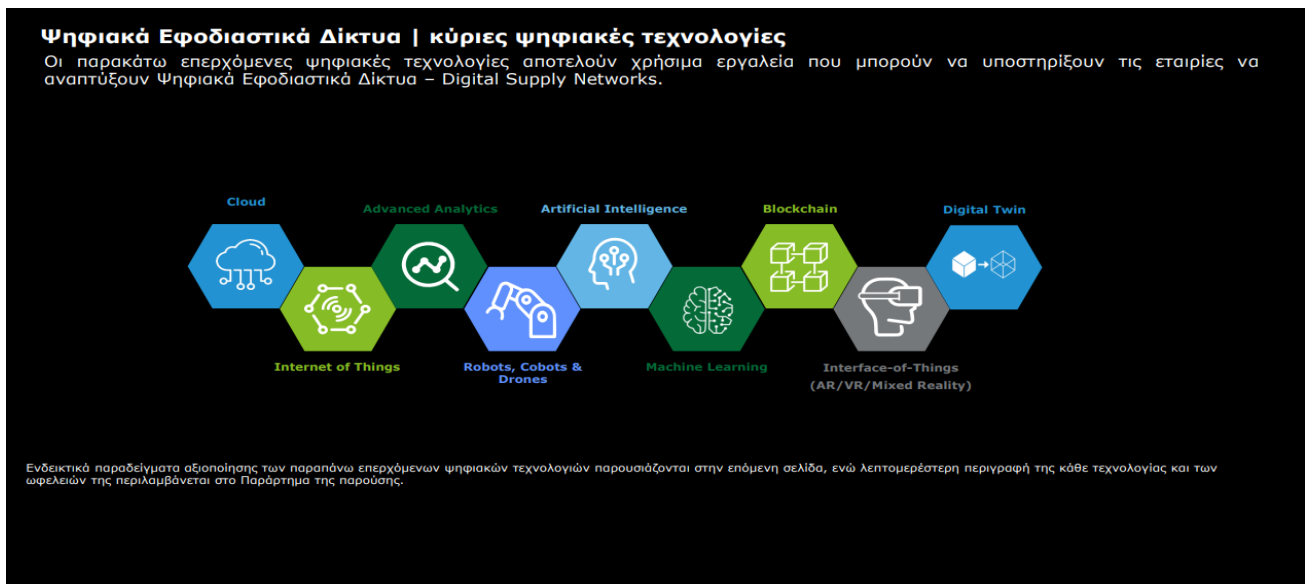 Ψηφιακά Εφοδιαστικά Δίκτυα | κύριες ψηφιακές τεχνολογίες
Οι παρακάτω επερχόμενες ψηφιακές τεχνολογίες αποτελούν χρήσιμα εργαλεία που μπορούν να υποστηρίξουν τις εταιρίες να
αναπτύξουν Ψηφιακά Εφοδιαστικά Δίκτυα – Digital Supply Networks.
Cloud
Advanced Analytics
Artificial Intelligence
Blockchain
Digital Twin
Internet of Things
Robots, Cobots &
Drones
Machine Learning
Interface-of-Things
(AR/VR/Mixed Reality)
Ενδεικτικά παραδείγματα αξιοποίησης των παραπάνω επερχόμενων ψηφιακών τεχνολογιών παρουσιάζονται στην επόμενη σελίδα, ενώ λεπτομερέστερη περιγραφή της κάθε τεχνολογίας και των
ωφελειών της περιλαμβάνεται στο Παράρτημα της παρούσης.